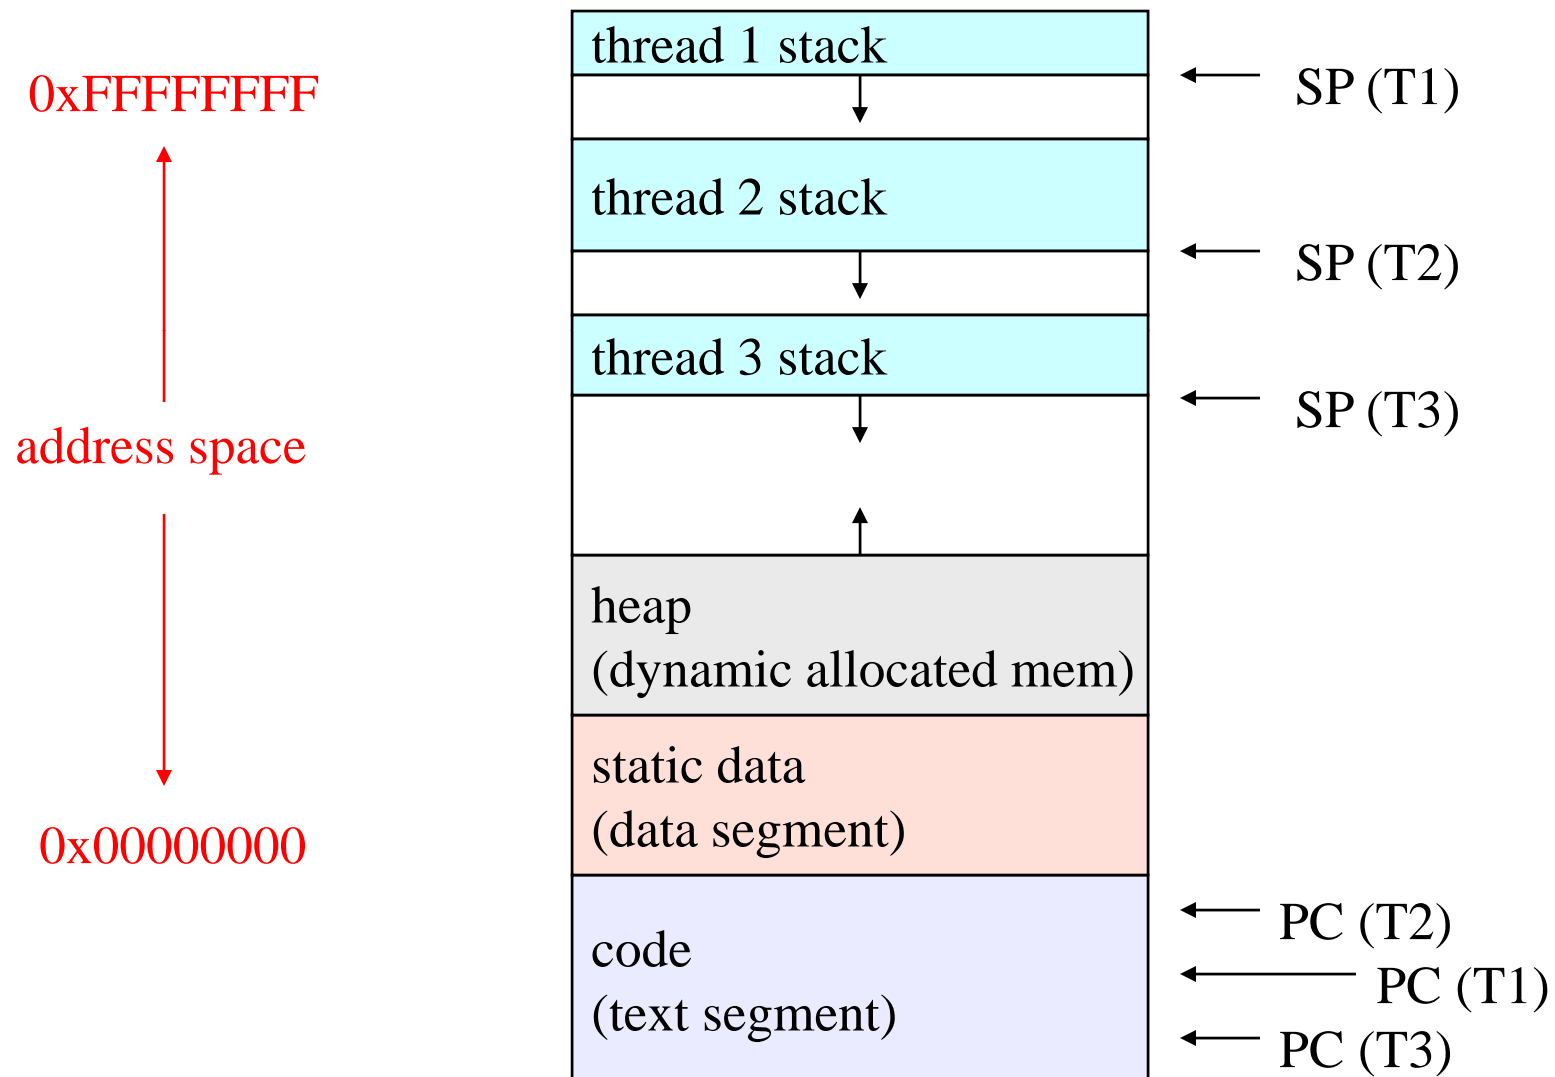 thread 1 stack
0xFFFFFFFF
SP (T1)
thread 2 stack
SP (T2)
thread 3 stack
SP (T3)
address space
heap
(dynamic allocated mem)
static data
(data segment)
0x00000000
PC (T2)
code
PC (T1)
(text segment)
PC (T3)